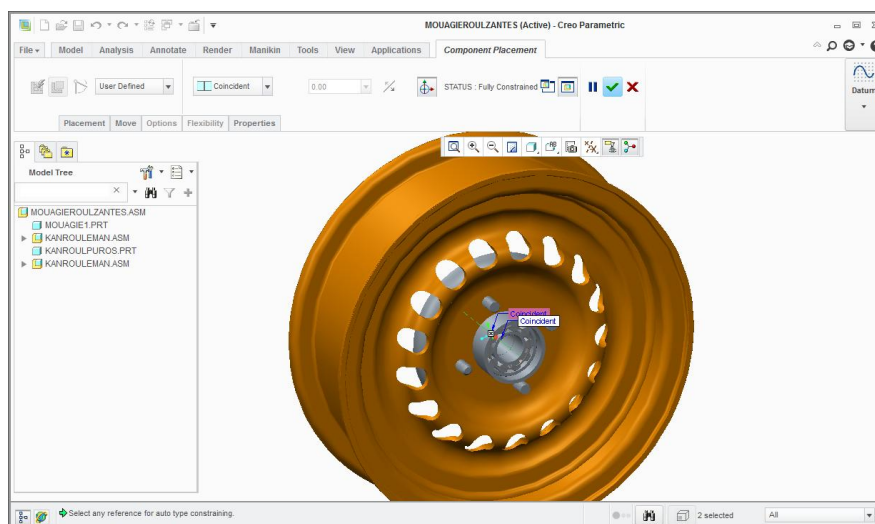 MOUAGIEROULZANTES (Active) - Creo Parametric
File Model Analysis Annotate Render Manikin Tools View Applications Component Placement
User Defined Coincident 0.00 STATUS : Fully Constrained
Datum
Placement Move Options Flexibility Properties
Model Tree
MOUAGIEROULZANTES.ASM
MOUAGIE1.PRT
KANROULEMAN.ASM
KANROULPUROS.PRT
KANROULEMAN.ASM
Coincident
Coincident
Select any reference for auto type constraining.
2 selected All